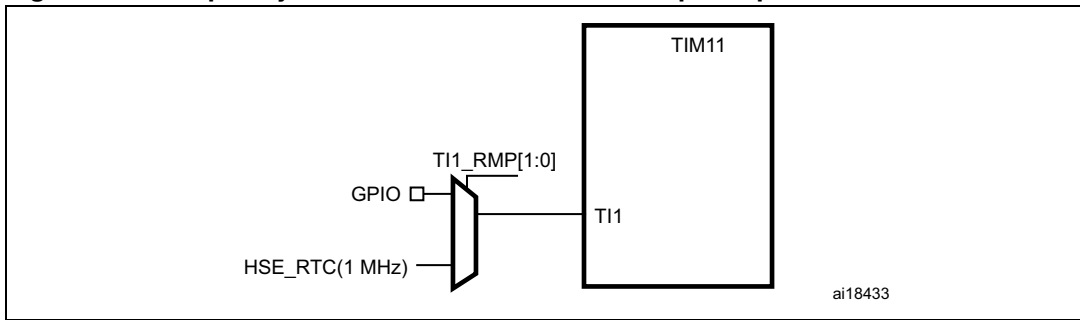 TIM11
TI1_RMP[1:0]
GPIO
TI1
HSE_RTC(1 MHz)
ai18433